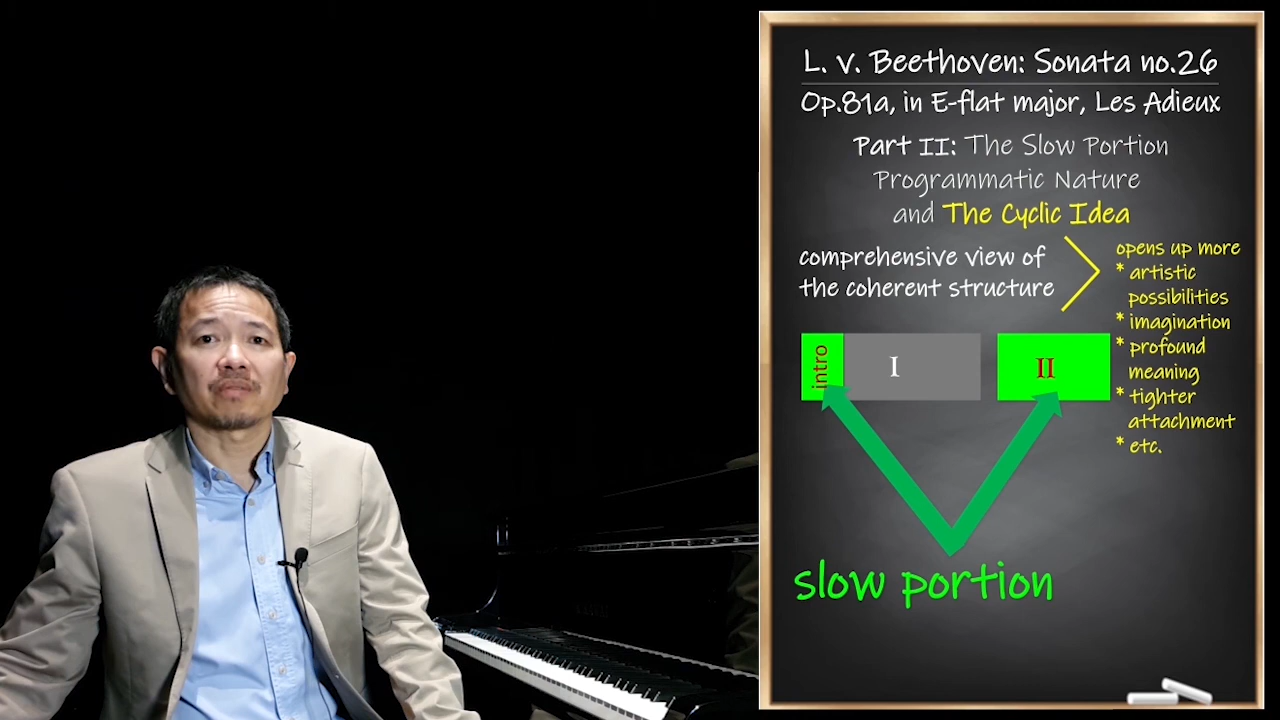 L. v. Beethoven: Sonata no.26
Op.81a, in E-flat major, Les Adieux
Part II: The Slow Portion
Programmatic Nature
and The Cyclic Idea
comprehensive view of
the coherent structure
opens up more
* artistic
possibilities
* imagination
* profound
meaning
* tighter
attachment
* etc.
intro
I
II
slow portion